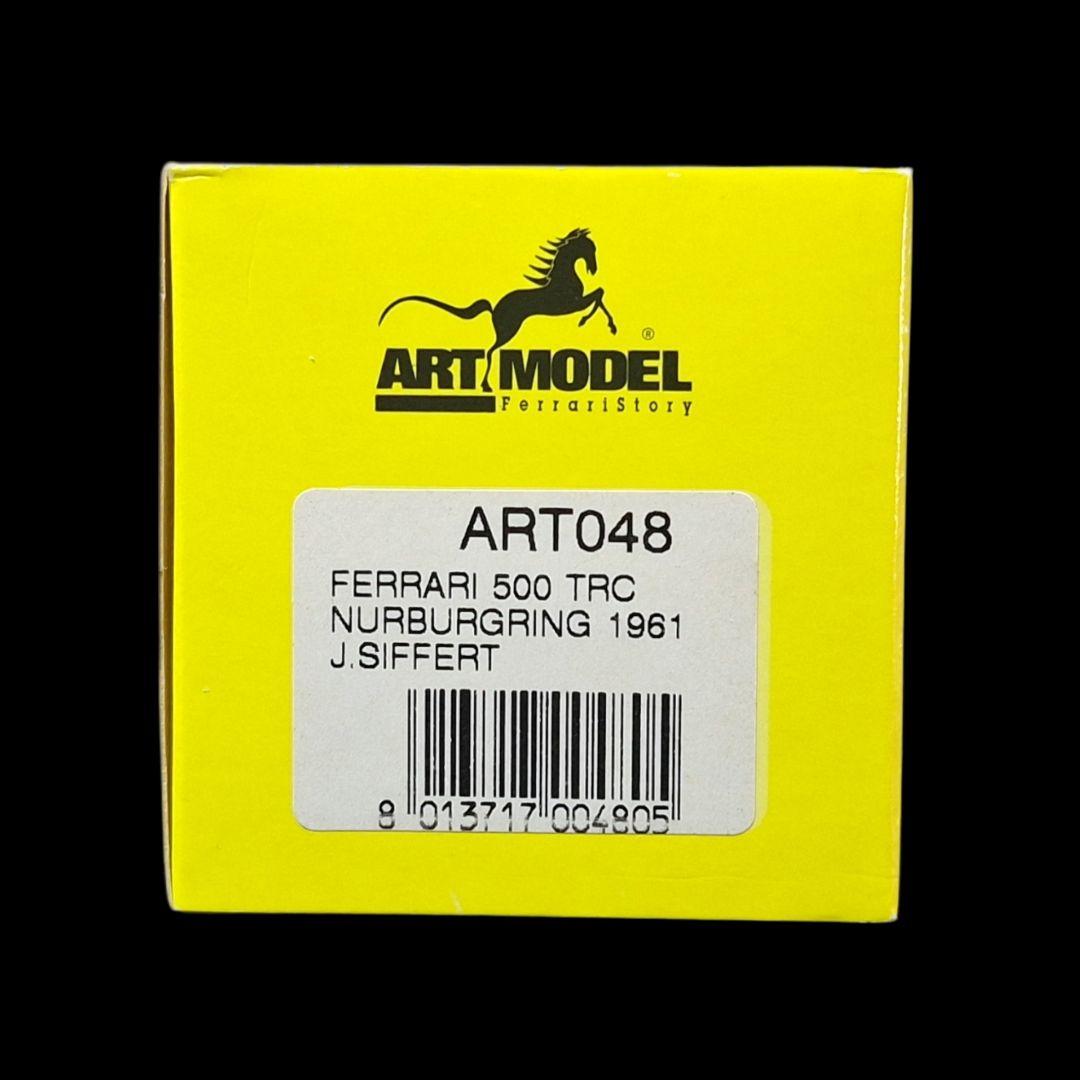 ®
ART MODEL
FerrariStory
ART048
FERRARI 500 TRC
NURBURGRING 1961
J.SIFFERT
8 013717 004805